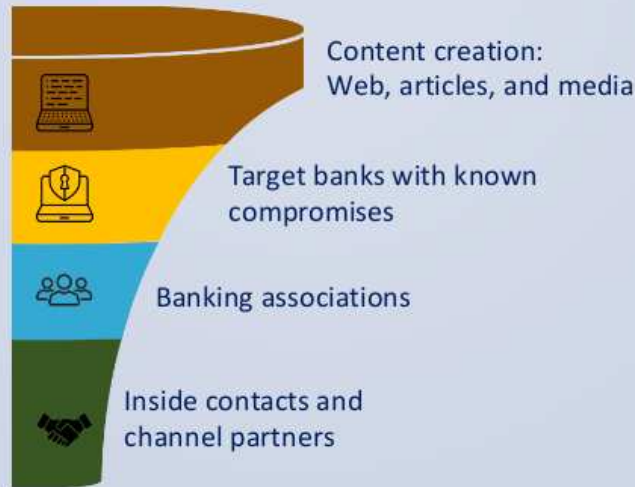 Content creation:
Web, articles, and media
Target banks with known
compromises
Banking associations
Inside contacts and
channel partners